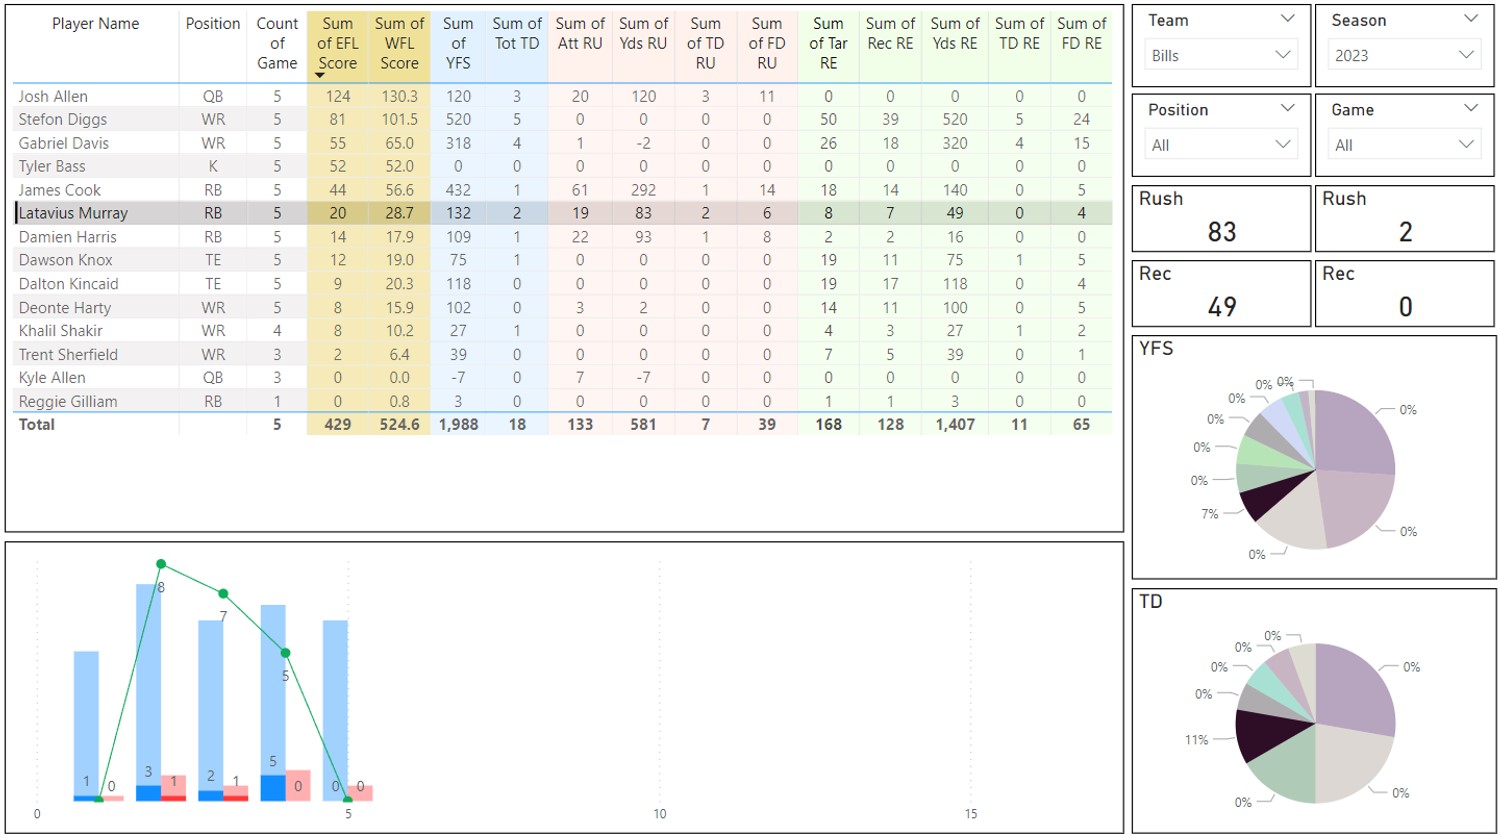 Player Name Position Count of Game Sum of EFL Score Sum of WFL Score Sum of YFS Sum of Tot TD Sum of Att RU Sum of Yds RU Sum of TD RU Sum of FD RU Sum of Tar RE Sum of Rec RE Sum of Yds RE Sum of TD RE Sum of FD RE
Josh Allen QB 5 124 130.3 120 3 20 120 3 11 0 0 0 0 0
Stefon Diggs WR 5 81 101.5 520 5 0 0 0 0 50 39 520 5 24
Gabriel Davis WR 5 55 65.0 318 4 1 -2 0 0 26 18 320 4 15
Tyler Bass K 5 52 52.0 0 0 0 0 0 0 0 0 0 0 0
James Cook RB 5 44 56.6 432 1 61 292 1 14 18 14 140 0 5
Latavius Murray RB 5 20 28.7 132 2 19 83 2 6 8 7 49 0 4
Damien Harris RB 5 14 17.9 109 1 22 93 1 8 2 2 16 0 0
Dawson Knox TE 5 12 19.0 75 1 0 0 0 0 19 11 75 1 5
Dalton Kincaid TE 5 9 20.3 118 0 0 0 0 0 19 17 118 0 4
Deonte Harty WR 5 8 15.9 102 0 3 2 0 0 14 11 100 0 5
Khalil Shakir WR 4 8 10.2 27 1 0 0 0 0 4 3 27 1 2
Trent Sherfield WR 3 2 6.4 39 0 0 0 0 0 7 5 39 0 1
Kyle Allen QB 3 0 0.0 -7 0 7 -7 0 0 0 0 0 0 0
Reggie Gilliam RB 1 0 0.8 3 0 0 0 0 0 1 1 3 0 0
Total 5 429 524.6 1,988 18 133 581 7 39 168 128 1,407 11 65
Team
Bills
Season
2023
Position
All
Game
All
Rush
83
Rush
2
Rec
49
Rec
0
YFS
0% 0%
0%
0%
0%
0%
0%
7%
0%
0%
8
7
5
1 0
3 1
2 1
5 0
0 0
0 5 10 15
TD
0%
0%
0%
0%
0%
11%
0%
0%